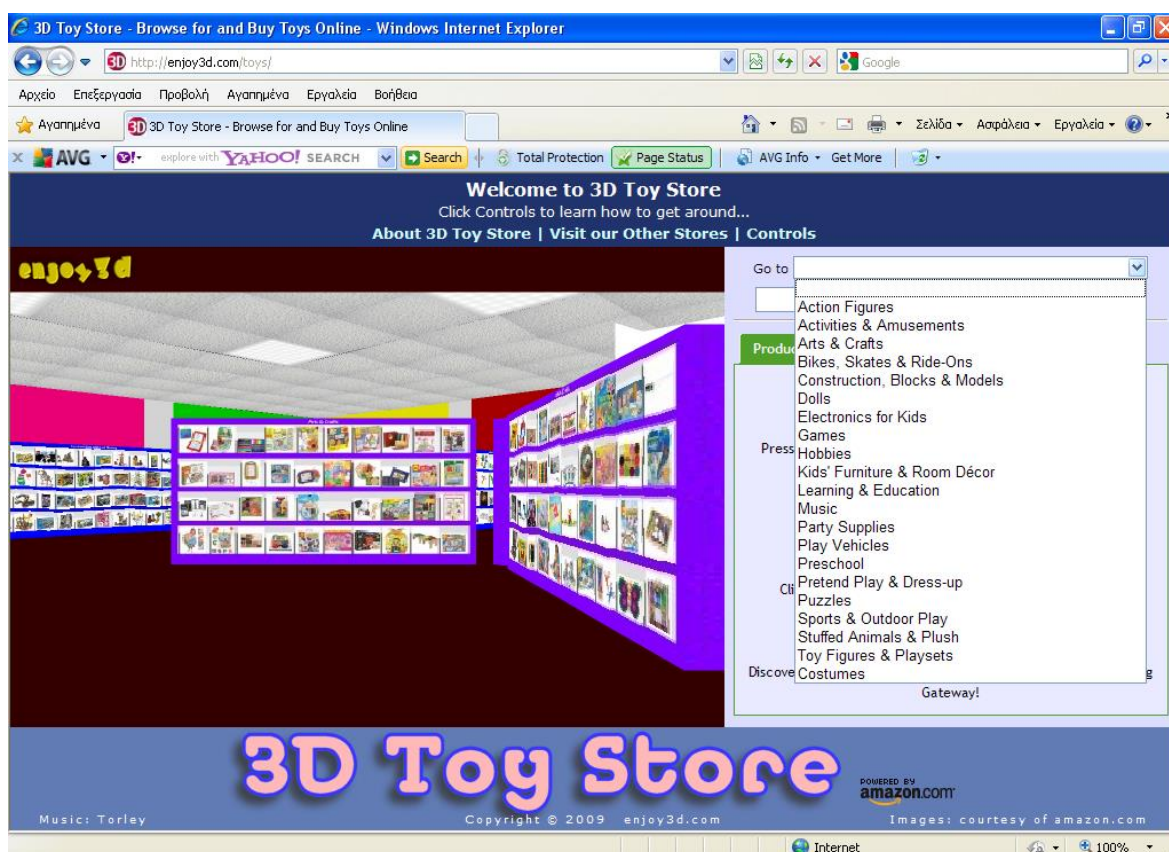 3D Toy Store - Browse for and Buy Toys Online - Windows Internet Explorer
http://enjoy3d.com/toys/
Google
Αρχείο Επεξεργασία Προβολή Αγαπημένα Εργαλεία Βοήθεια
Αγαπημένα
3D Toy Store - Browse for and Buy Toys Online
Σελίδα Ασφάλεια Εργαλεία
AVG explore with YAHOO! SEARCH Search Total Protection Page Status AVG Info Get More
Welcome to 3D Toy Store
Click Controls to learn how to get around...
About 3D Toy Store | Visit our Other Stores | Controls
enjoy3d
Go to
Action Figures
Activities & Amusements
Arts & Crafts
Bikes, Skates & Ride-Ons
Construction, Blocks & Models
Dolls
Electronics for Kids
Games
Hobbies
Kids' Furniture & Room Décor
Learning & Education
Music
Party Supplies
Play Vehicles
Preschool
Pretend Play & Dress-up
Puzzles
Sports & Outdoor Play
Stuffed Animals & Plush
Toy Figures & Playsets
Costumes
Produc
Press
Cli
Discove
g
Gateway!
3D Toy Store
POWERED BY
amazon.com
Music: Torley
Copyright © 2009 enjoy3d.com
Images: courtesy of amazon.com
Internet
100%